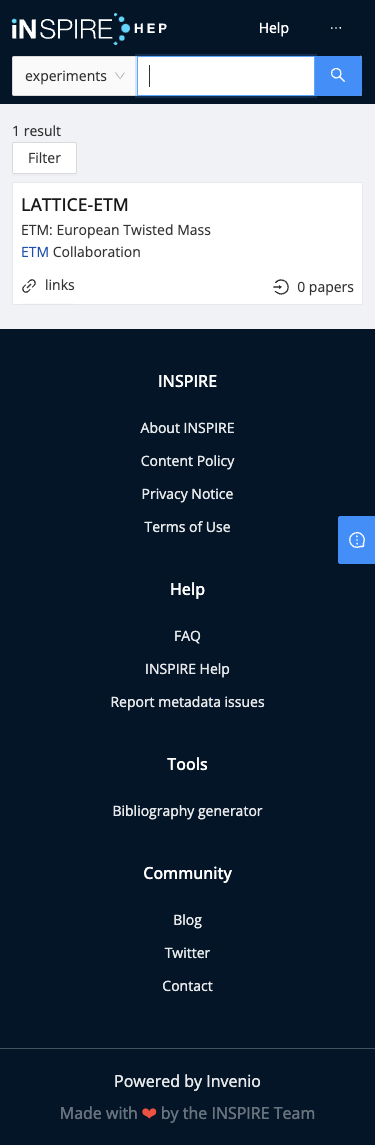 iNSPIRE HEP
Help
···
experiments
1 result
Filter
LATTICE-ETM
ETM: European Twisted Mass
ETM Collaboration
links
0 papers
INSPIRE
About INSPIRE
Content Policy
Privacy Notice
Terms of Use
Help
FAQ
INSPIRE Help
Report metadata issues
Tools
Bibliography generator
Community
Blog
Twitter
Contact
Powered by Invenio
Made with ❤ by the INSPIRE Team